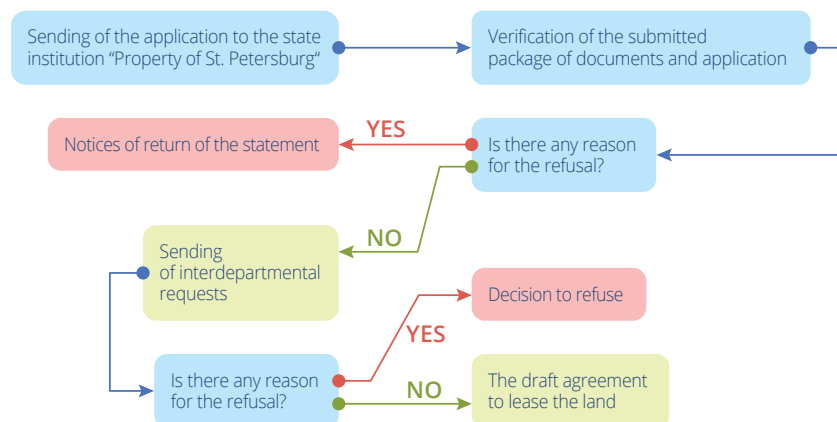 Sending of the application to the state
institution “Property of St. Petersburg“
Verification of the submitted
package of documents and application
Notices of return of the statement
YES
Is there any reason
for the refusal?
NO
Sending
of interdepartmental
requests
Decision to refuse
YES
Is there any reason
for the refusal?
NO
The draft agreement
to lease the land